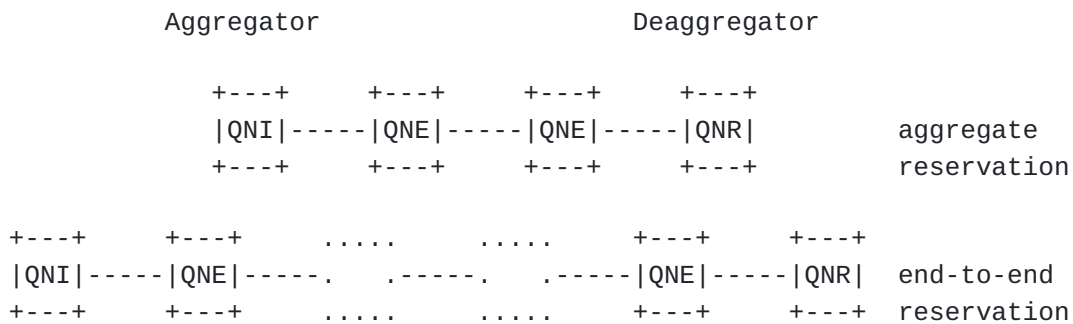 Aggregator                    Deaggregator
   +---+     +---+     +---+     +---+
   |QNI|-----|QNE|-----|QNE|-----|QNR|         aggregate
   +---+     +---+     +---+     +---+         reservation
+---+     +---+     .....     .....     +---+     +---+
|QNI|-----|QNE|-----.   .-----.   .-----|QNE|-----|QNR|  end-to-end
+---+     +---+     .....     .....     +---+     +---+  reservation